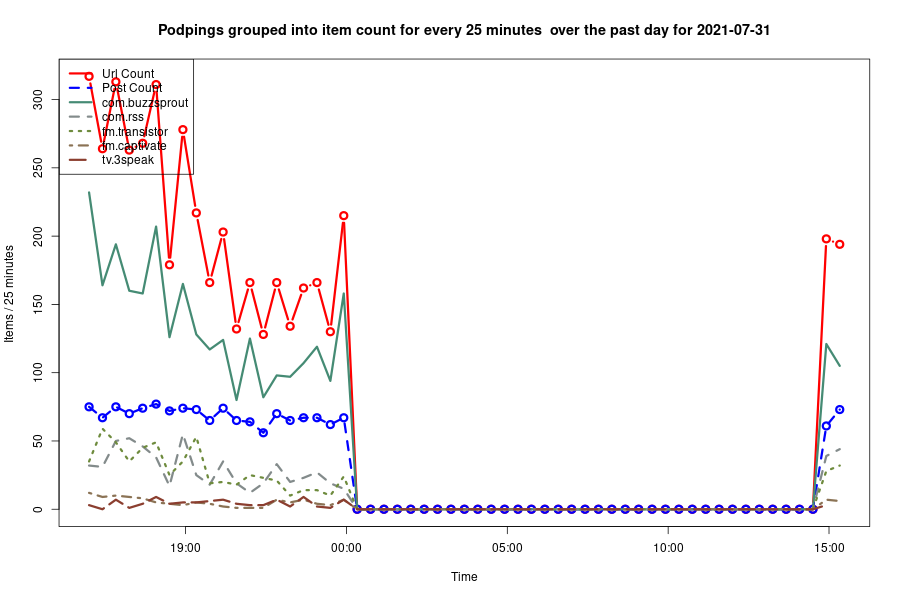 Podpings grouped into item count for every 25 minutes  over the past day for 2021-07-31
Url Count
Post Count
com.buzzsprout
com.rss
fm.transistor
fm.captivate
tv.3speak
300
250
200
150
100
50
0
Items / 25 minutes
19:00 00:00 05:00 10:00 15:00
Time